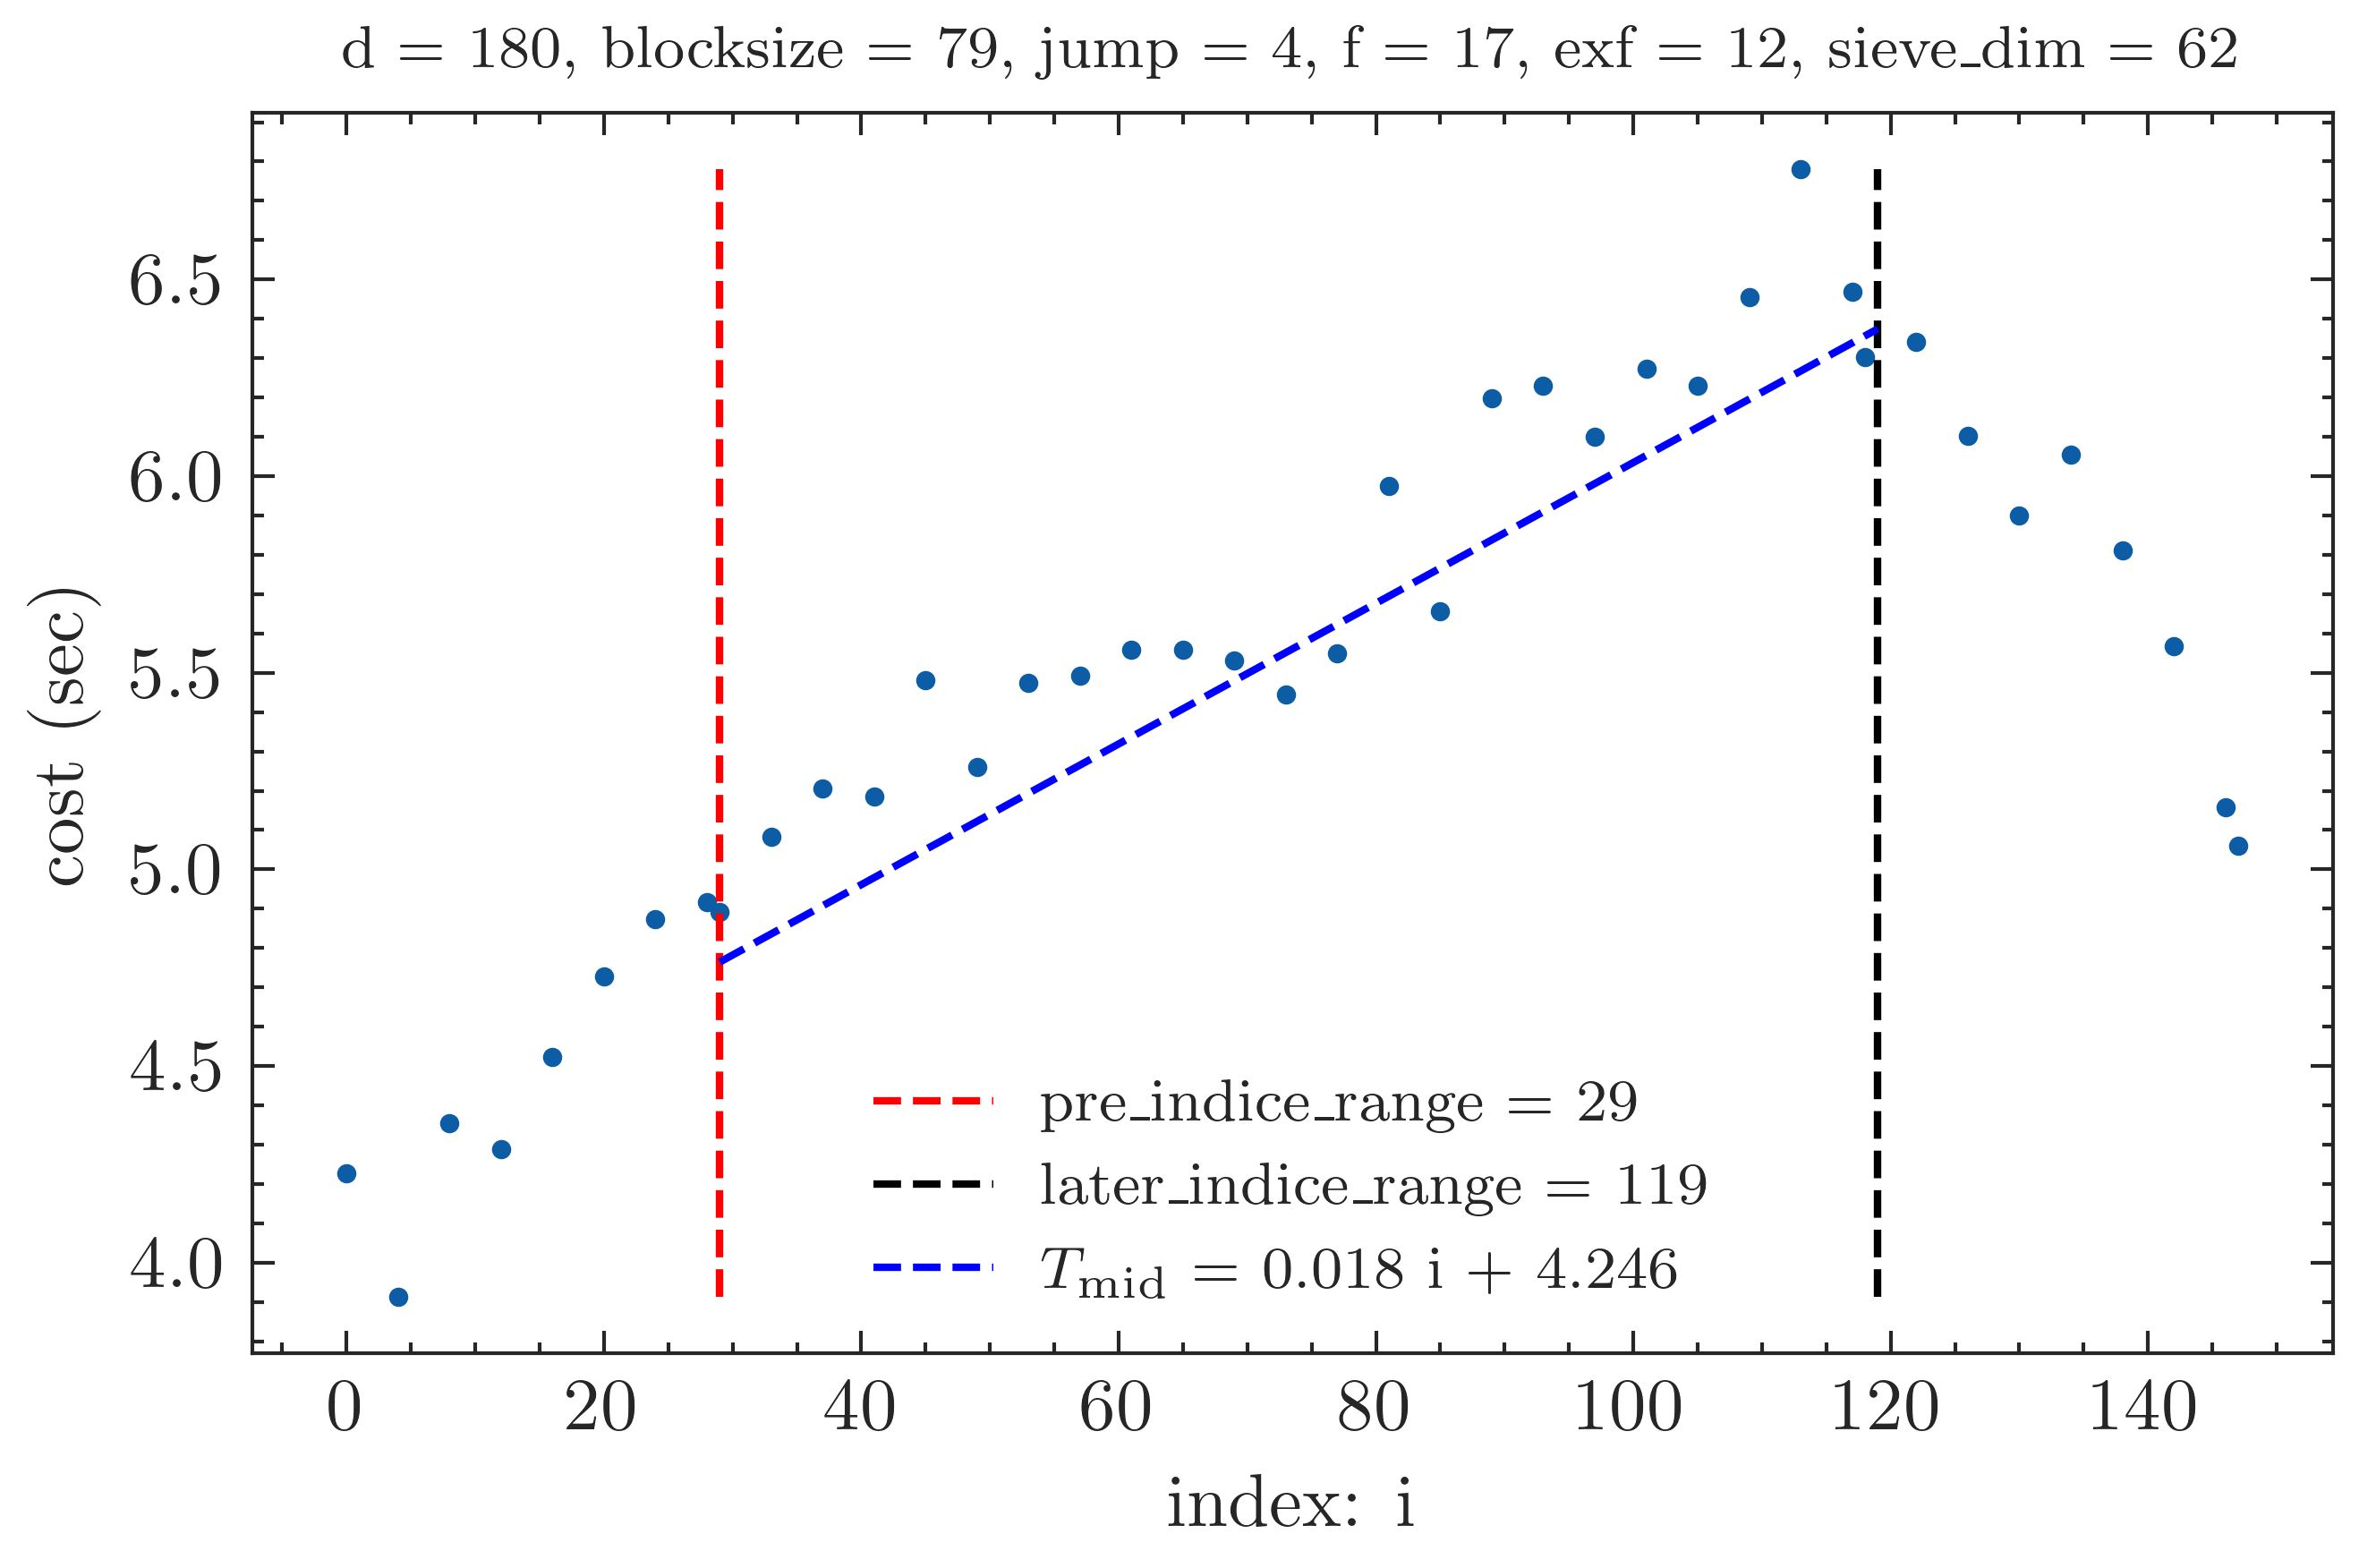 d = 180, blocksize = 79, jump = 4, f = 17, exf = 12, sieve_dim = 62
cost (sec)
6.5
6.0
5.5
5.0
4.5
4.0
pre_indice_range = 29
later_indice_range = 119
T_mid = 0.018 i + 4.246
0 20 40 60 80 100 120 140
index: i